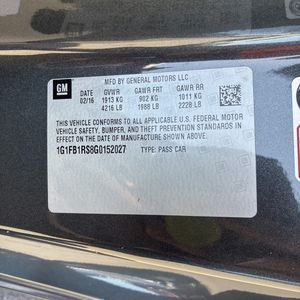 GM
MFD BY GENERAL MOTORS LLC
DATE GVWR GAWR FRT GAWR RR
02/16 1913 KG 902 KG 1011 KG
4216 LB 1988 LB 2228 LB
THIS VEHICLE CONFORMS TO ALL APPLICABLE U.S. FEDERAL MOTOR
VEHICLE SAFETY, BUMPER, AND THEFT PREVENTION STANDARDS
IN EFFECT ON THE DATE OF MANUFACTURE SHOWN ABOVE.
1G1FB1RS8G0152027 TYPE: PASS CAR